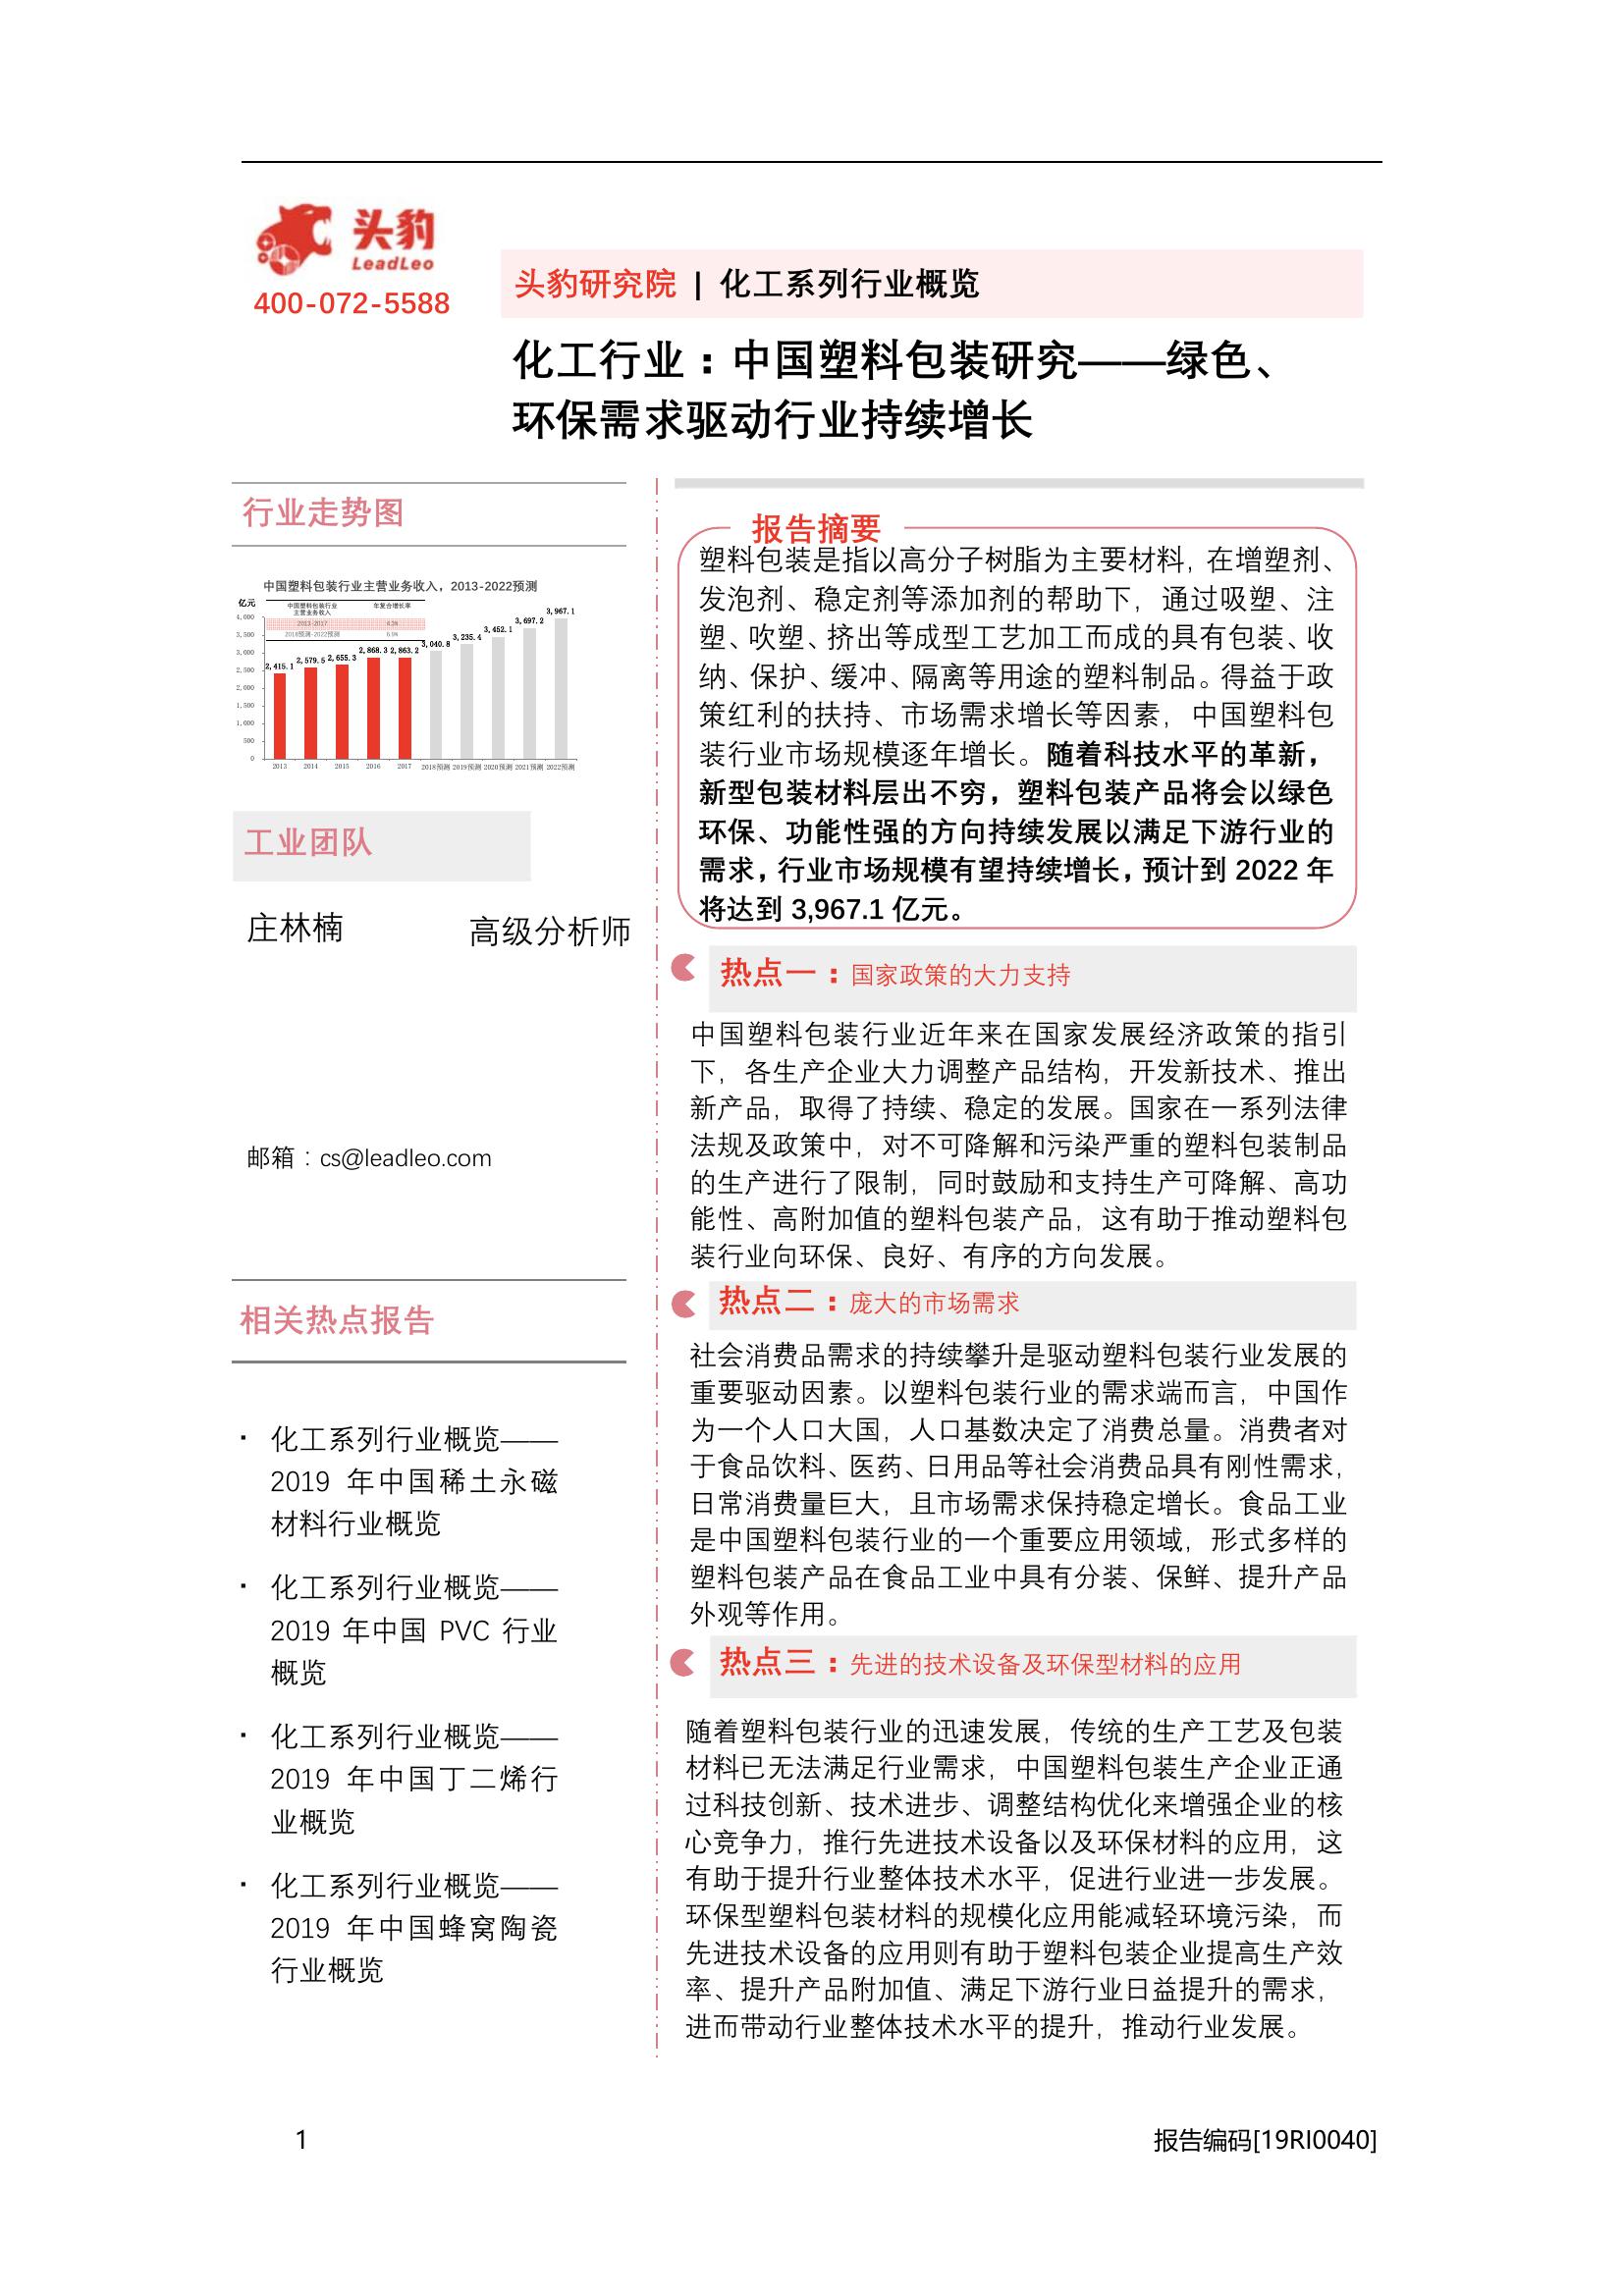 头豹
LeadLeo
400-072-5588
头豹研究院 | 化工系列行业概览
化工行业：中国塑料包装研究——绿色、
环保需求驱动行业持续增长
行业走势图
中国塑料包装行业主营业务收入，2013-2022预测
亿元
中国塑料包装行业
主营业务收入
年复合增长率
2013-2017
2018预测-2022预测
4,000
3,500
3,000
2,500
2,000
1,500
1,000
500
0
2,415.1 2,579.5 2,655.3 2,868.3 2,863.2 3,040.8 3,235.4 3,452.1 3,697.2 3,967.1
2013 2014 2015 2016 2017 2018预测 2019预测 2020预测 2021预测 2022预测
工业团队
庄林楠 高级分析师
邮箱：cs@leadleo.com
相关热点报告
· 化工系列行业概览——
2019 年中国稀土永磁
材料行业概览
· 化工系列行业概览——
2019 年中国 PVC 行业
概览
· 化工系列行业概览——
2019 年中国丁二烯行
业概览
· 化工系列行业概览——
2019 年中国蜂窝陶瓷
行业概览
报告摘要
塑料包装是指以高分子树脂为主要材料，在增塑剂、
发泡剂、稳定剂等添加剂的帮助下，通过吸塑、注
塑、吹塑、挤出等成型工艺加工而成的具有包装、收
纳、保护、缓冲、隔离等用途的塑料制品。得益于政
策红利的扶持、市场需求增长等因素，中国塑料包
装行业市场规模逐年增长。随着科技水平的革新，
新型包装材料层出不穷，塑料包装产品将会以绿色
环保、功能性强的方向持续发展以满足下游行业的
需求，行业市场规模有望持续增长，预计到 2022 年
将达到 3,967.1 亿元。
热点一：国家政策的大力支持
中国塑料包装行业近年来在国家发展经济政策的指引
下，各生产企业大力调整产品结构，开发新技术、推出
新产品，取得了持续、稳定的发展。国家在一系列法律
法规及政策中，对不可降解和污染严重的塑料包装制品
的生产进行了限制，同时鼓励和支持生产可降解、高功
能性、高附加值的塑料包装产品，这有助于推动塑料包
装行业向环保、良好、有序的方向发展。
热点二：庞大的市场需求
社会消费品需求的持续攀升是驱动塑料包装行业发展的
重要驱动因素。以塑料包装行业的需求端而言，中国作
为一个人口大国，人口基数决定了消费总量。消费者对
于食品饮料、医药、日用品等社会消费品具有刚性需求，
日常消费量巨大，且市场需求保持稳定增长。食品工业
是中国塑料包装行业的一个重要应用领域，形式多样的
塑料包装产品在食品工业中具有分装、保鲜、提升产品
外观等作用。
热点三：先进的技术设备及环保型材料的应用
随着塑料包装行业的迅速发展，传统的生产工艺及包装
材料已无法满足行业需求，中国塑料包装生产企业正通
过科技创新、技术进步、调整结构优化来增强企业的核
心竞争力，推行先进技术设备以及环保材料的应用，这
有助于提升行业整体技术水平，促进行业进一步发展。
环保型塑料包装材料的规模化应用能减轻环境污染，而
先进技术设备的应用则有助于塑料包装企业提高生产效
率、提升产品附加值、满足下游行业日益提升的需求，
进而带动行业整体技术水平的提升，推动行业发展。
1
报告编码[19RI0040]